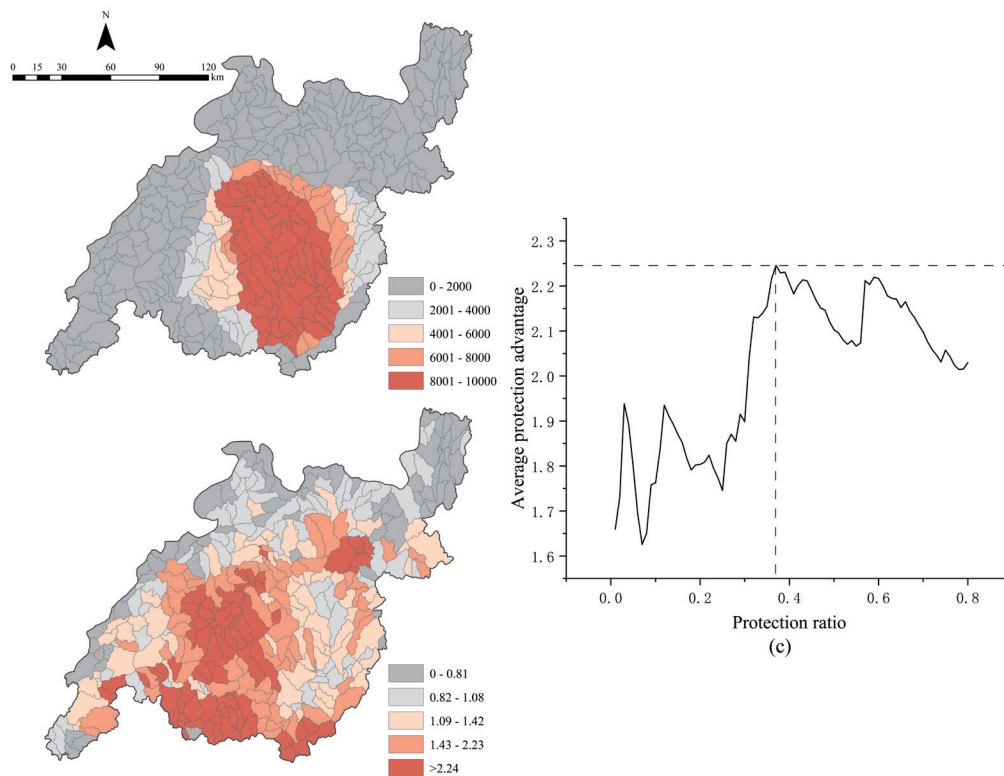 N
0 15 30 60 90 120
km
0 - 2000
2001 - 4000
4001 - 6000
6001 - 8000
8001 - 10000
0 - 0.81
0.82 - 1.08
1.09 - 1.42
1.43 - 2.23
>2.24
Average protection advantage
2.3
2.2
2.1
2.0
1.9
1.8
1.7
1.6
0.0 0.2 0.4 0.6 0.8
Protection ratio
(c)